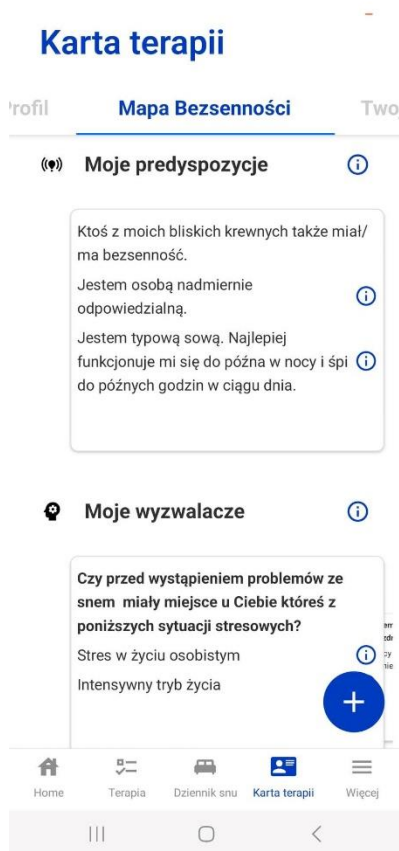 Karta terapii
Profil Mapa Bezsenności Two
Moje predyspozycje
Ktoś z moich bliskich krewnych także miał/
ma bezsenność.
Jestem osobą nadmiernie
odpowiedzialną.
Jestem typową sową. Najlepiej
funkcjonuje mi się do późna w nocy i śpi
do późnych godzin w ciągu dnia.
Moje wyzwalacze
Czy przed wystąpieniem problemów ze
snem miały miejsce u Ciebie któreś z
poniższych sytuacji stresowych?
Stres w życiu osobistym
Intensywny tryb życia
Home Terapia Dziennik snu Karta terapii Więcej